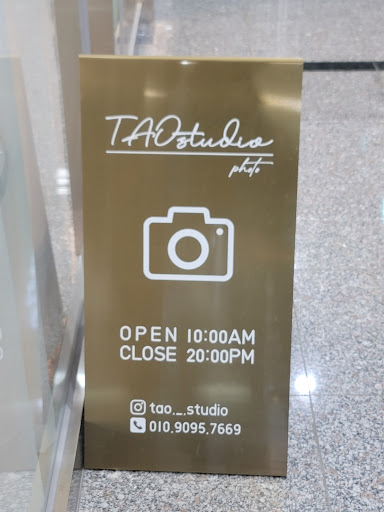 TAOstudio
photo
OPEN 10:00AM
CLOSE 20:00PM
tao._.studio
010.9095.7669